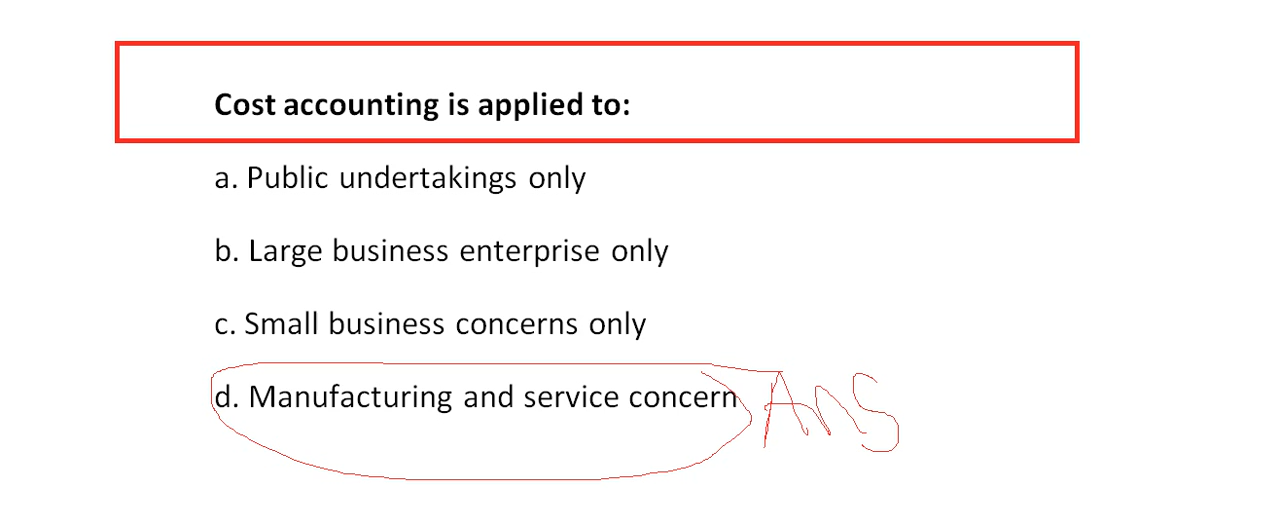 Cost accounting is applied to:
a. Public undertakings only
b. Large business enterprise only
c. Small business concerns only
d. Manufacturing and service concern Ans